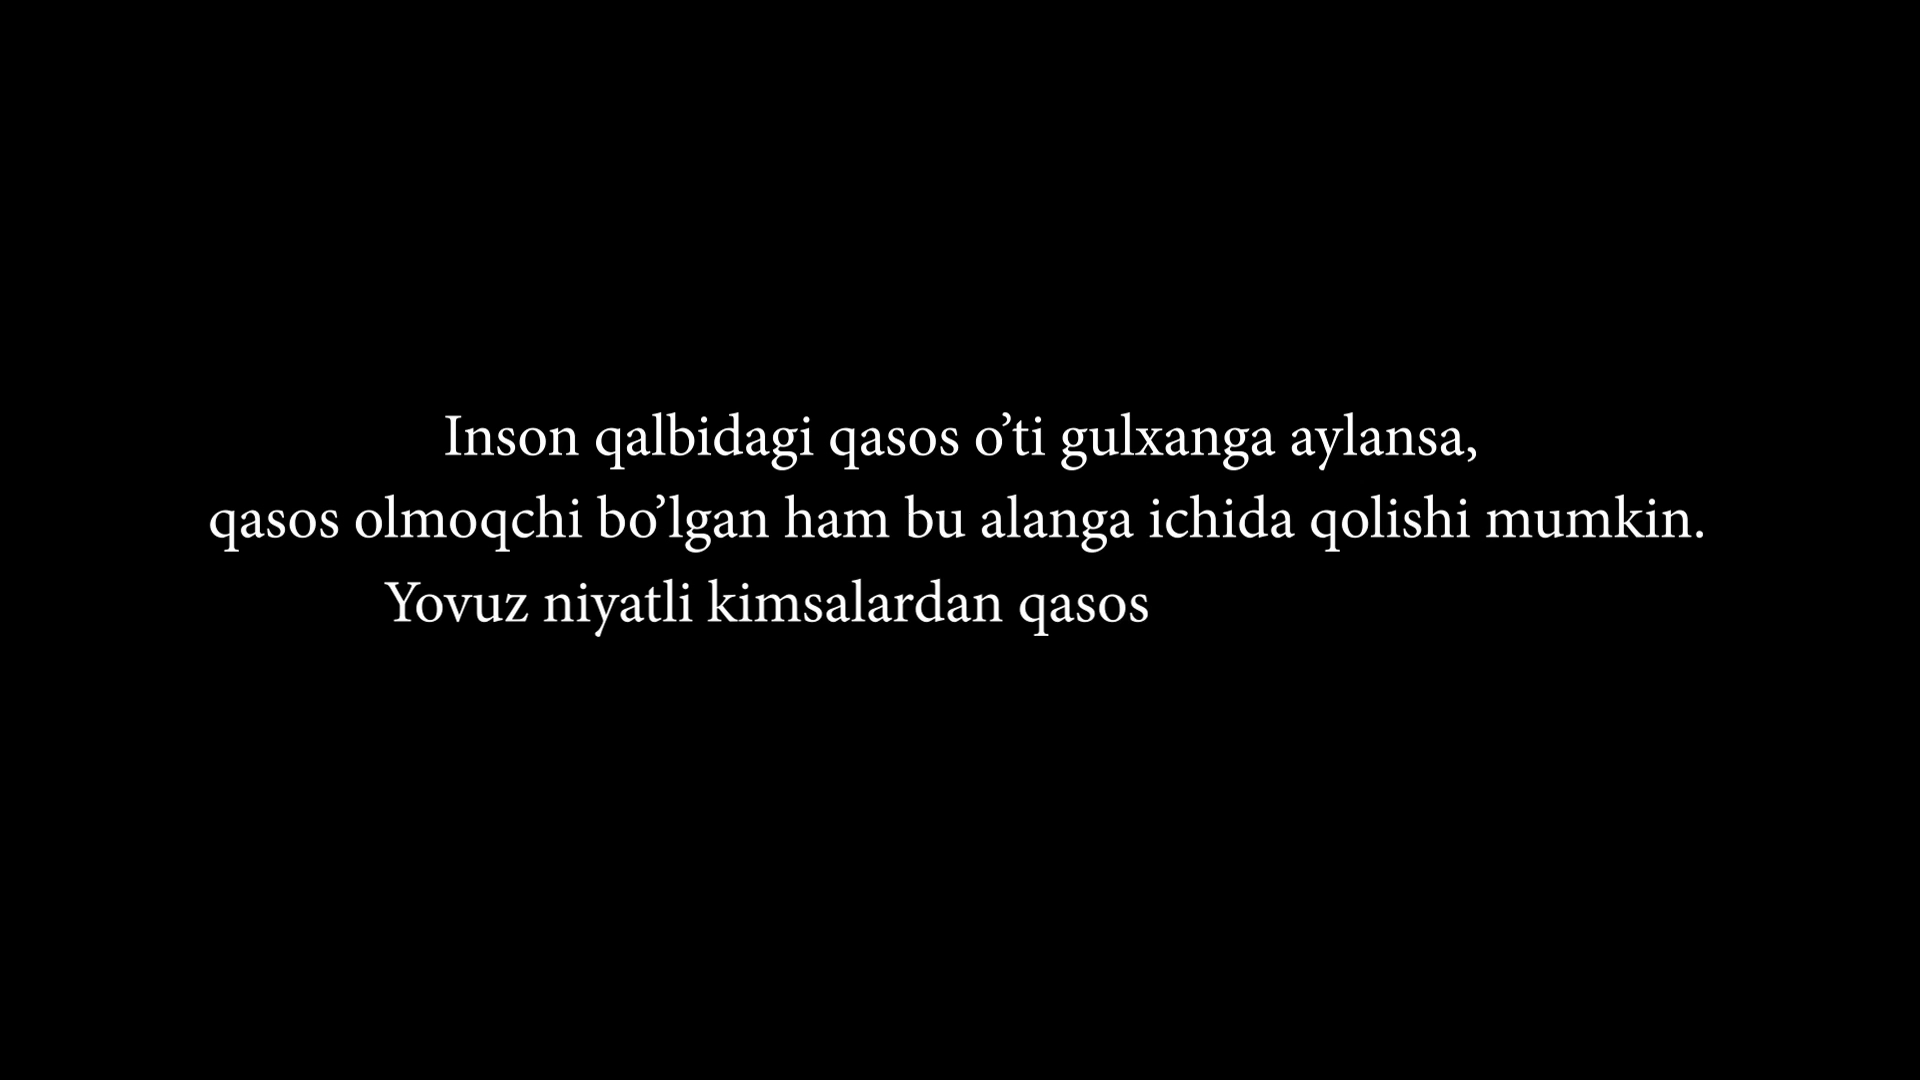 Inson qalbidagi qasos o’ti gulxanga aylansa,
qasos olmoqchi bo’lgan ham bu alanga ichida qolishi mumkin.
Yovuz niyatli kimsalardan qasos